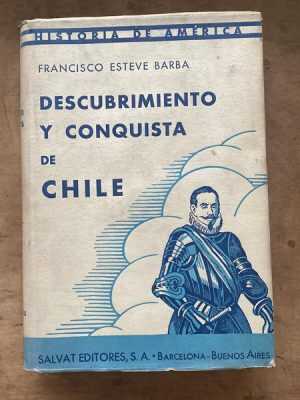 HISTORIA DE AMÉRICA
FRANCISCO ESTEVE BARBA
DESCUBRIMIENTO
Y CONQUISTA
DE
CHILE
SALVAT EDITORES, S. A. • BARCELONA - BUENOS AIRES